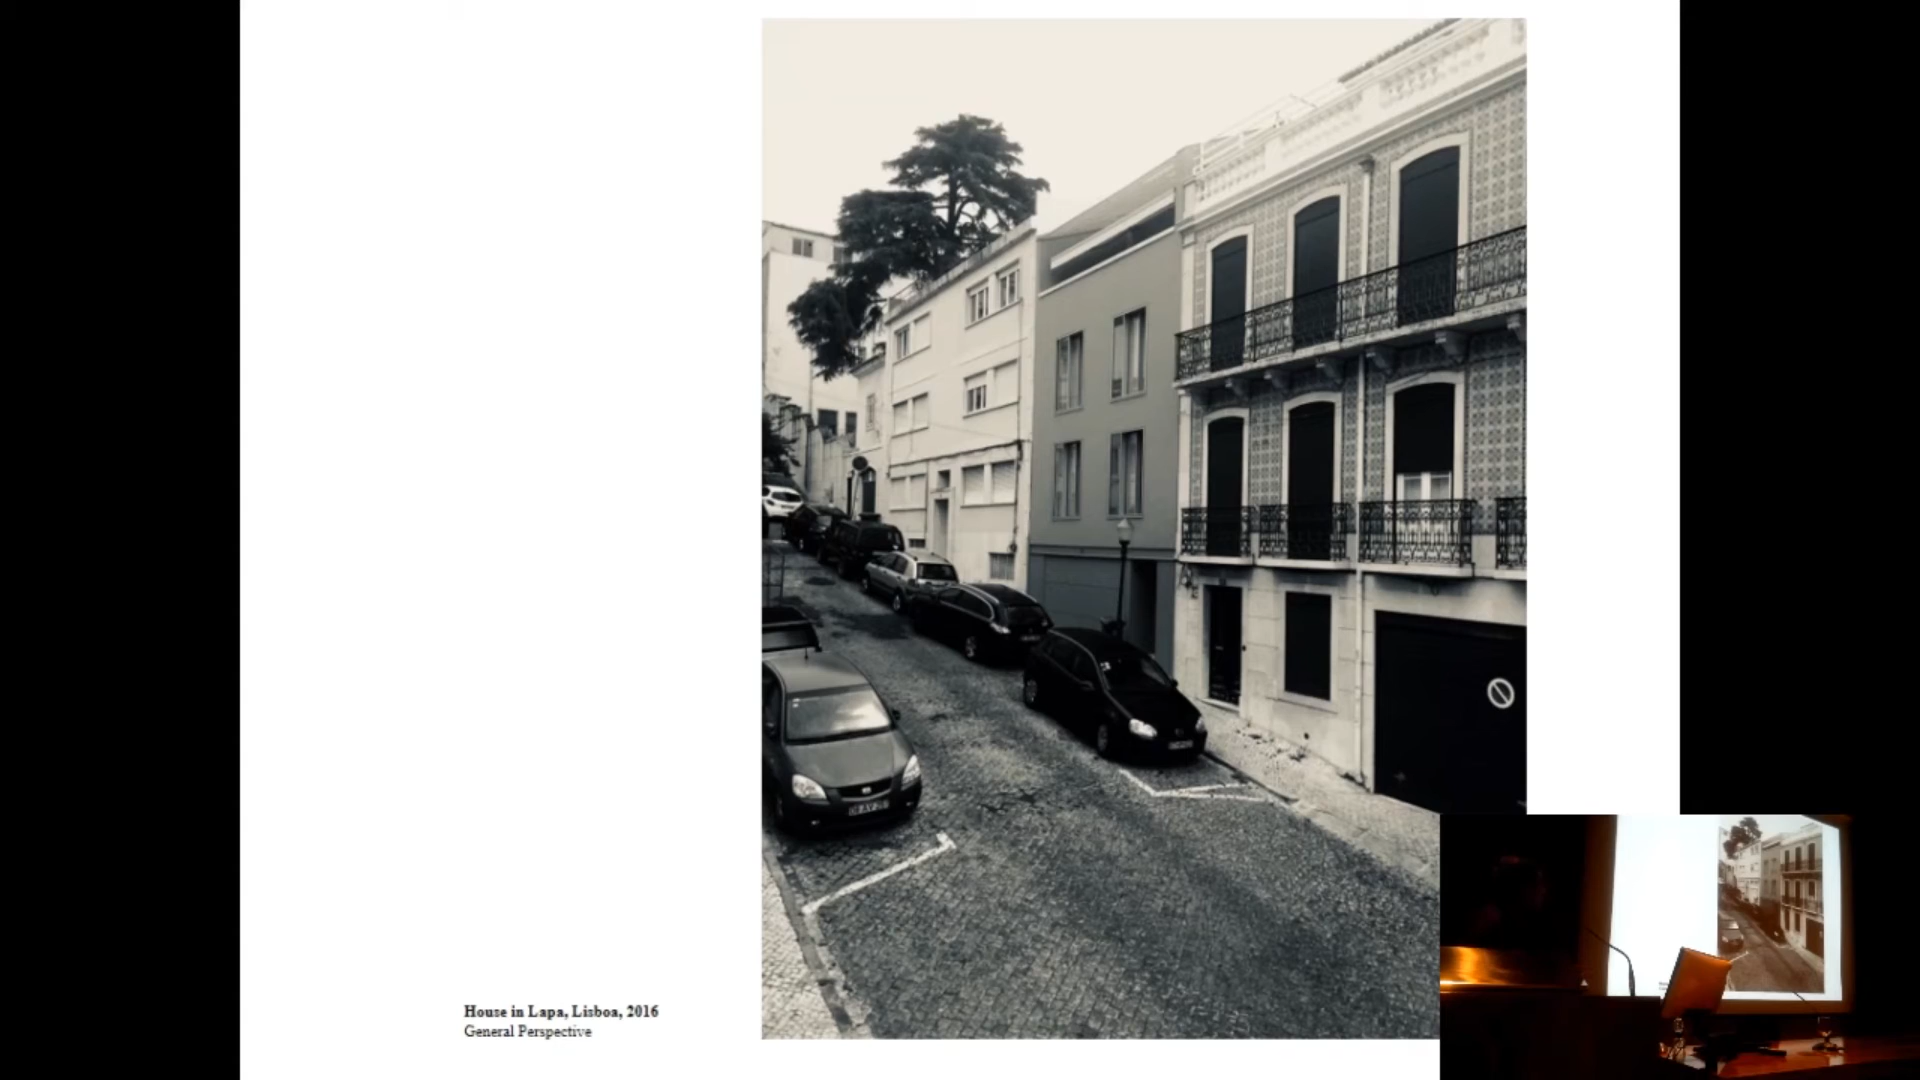 House in Lapa, Lisboa, 2016
General Perspective